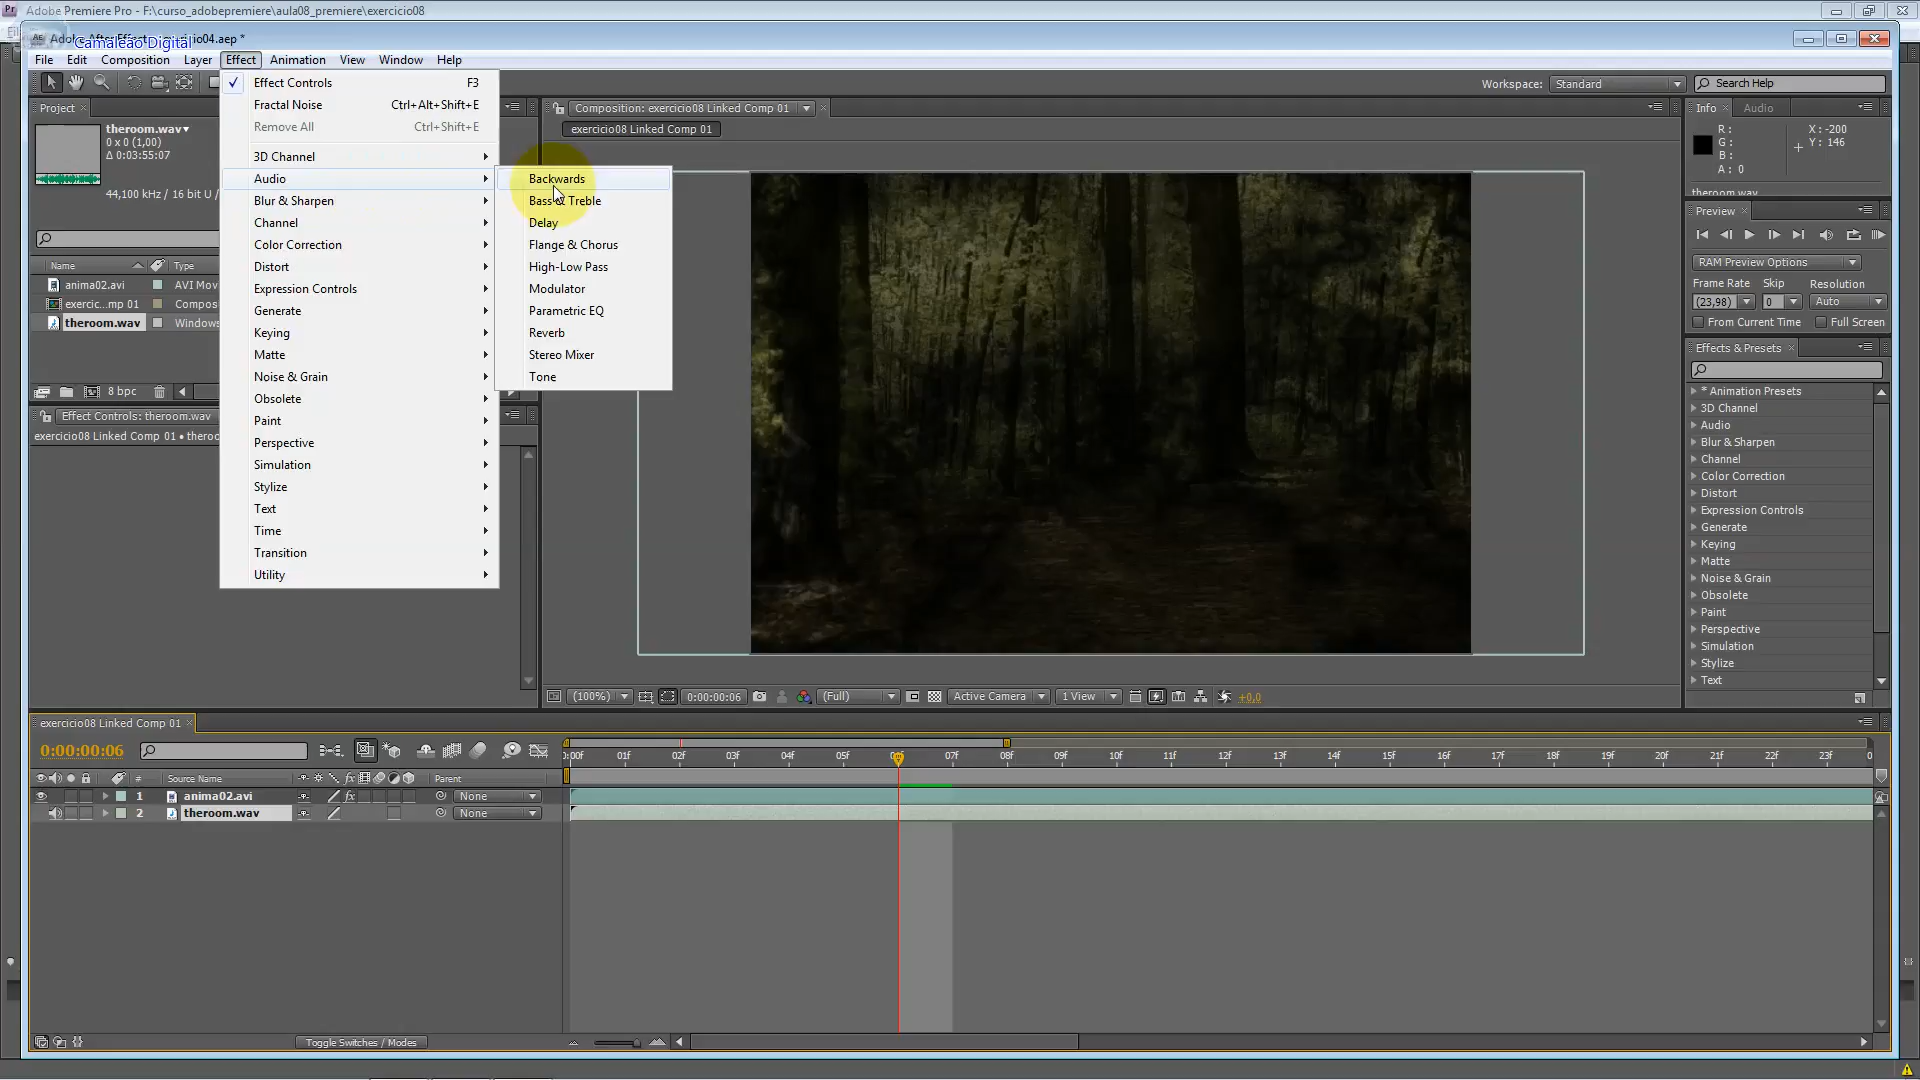 Adobe Premiere Pro - F:\curso_adobepremiere\aula08_premiere\exercicio08
Camaleão Digital
File Edit Composition Layer Effect Animation View Window Help
Workspace: Standard
Search Help
Project
theroom.wav
0 x 0 (1,00)
Δ 0:03:55:07
44,100 kHz / 16 bit U /
Name Type
anima02.avi AVI Mov
exercic...mp 01 Compos
theroom.wav Windows
8 bpc
Effect Controls: theroom.wav
exercicio08 Linked Comp 01 • theroo
Effect Controls F3
Fractal Noise Ctrl+Alt+Shift+E
Remove All Ctrl+Shift+E
3D Channel
Audio
Blur & Sharpen
Channel
Color Correction
Distort
Expression Controls
Generate
Keying
Matte
Noise & Grain
Obsolete
Paint
Perspective
Simulation
Stylize
Text
Time
Transition
Utility
Backwards
Bass & Treble
Delay
Flange & Chorus
High-Low Pass
Modulator
Parametric EQ
Reverb
Stereo Mixer
Tone
Composition: exercicio08 Linked Comp 01
exercicio08 Linked Comp 01
(100%) 0:00:00:06 (Full) Active Camera 1 View +0,0
Info Audio
R: X: -200
G: Y: 146
B:
A: 0
theroom.wav
Preview
RAM Preview Options
Frame Rate Skip Resolution
(23,98) 0 Auto
From Current Time Full Screen
Effects & Presets
* Animation Presets
3D Channel
Audio
Blur & Sharpen
Channel
Color Correction
Distort
Expression Controls
Generate
Keying
Matte
Noise & Grain
Obsolete
Paint
Perspective
Simulation
Stylize
Text
exercicio08 Linked Comp 01
0:00:00:06
0:00f 01f 02f 03f 04f 05f 07f 08f 09f 10f 11f 12f 13f 14f 15f 16f 17f 18f 19f 20f 21f 22f 23f 0
# Source Name fx Parent
1 anima02.avi fx None
2 theroom.wav None
Toggle Switches / Modes